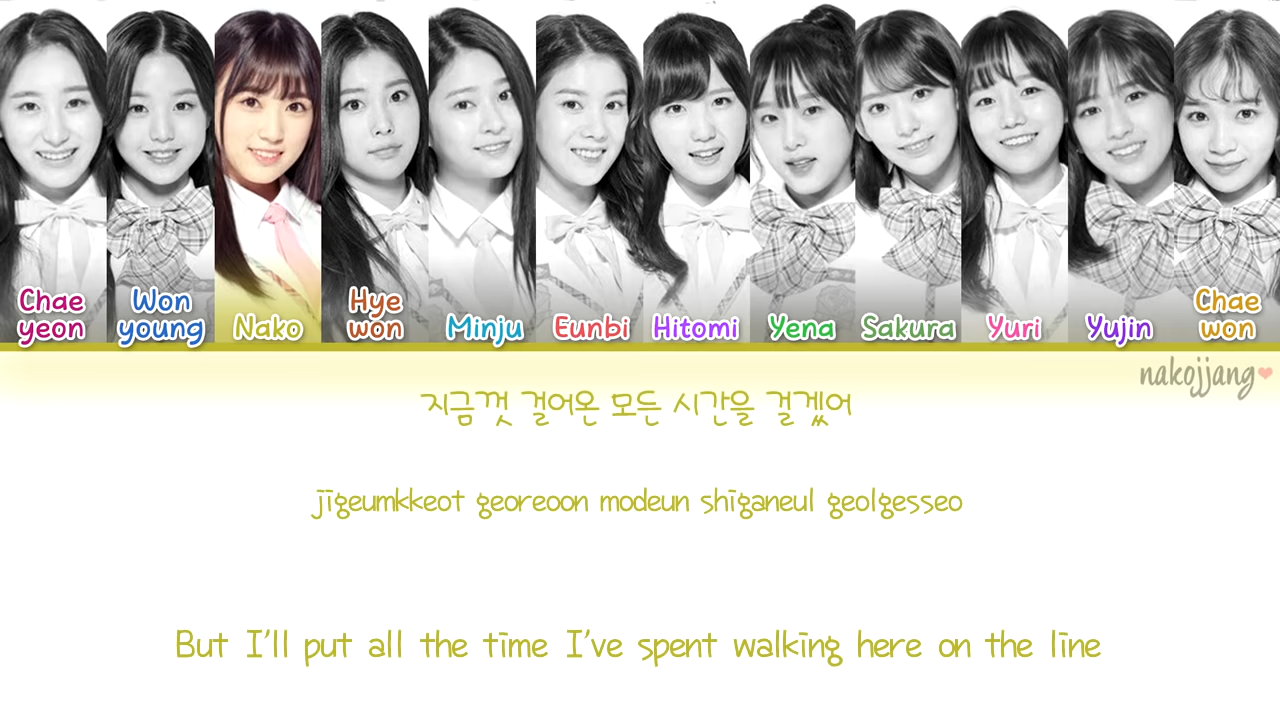 Chae yeon
Won young
Nako
Hye won
Minju
Eunbi
Hitomi
Yena
Sakura
Yuri
Yujin
Chae won
nakojjang
지금껏 걸어온 모든 시간을 걸겠어
jigeumkkeot georeoon modeun shiganeul geolgesseo
But I'll put all the time I've spent walking here on the line